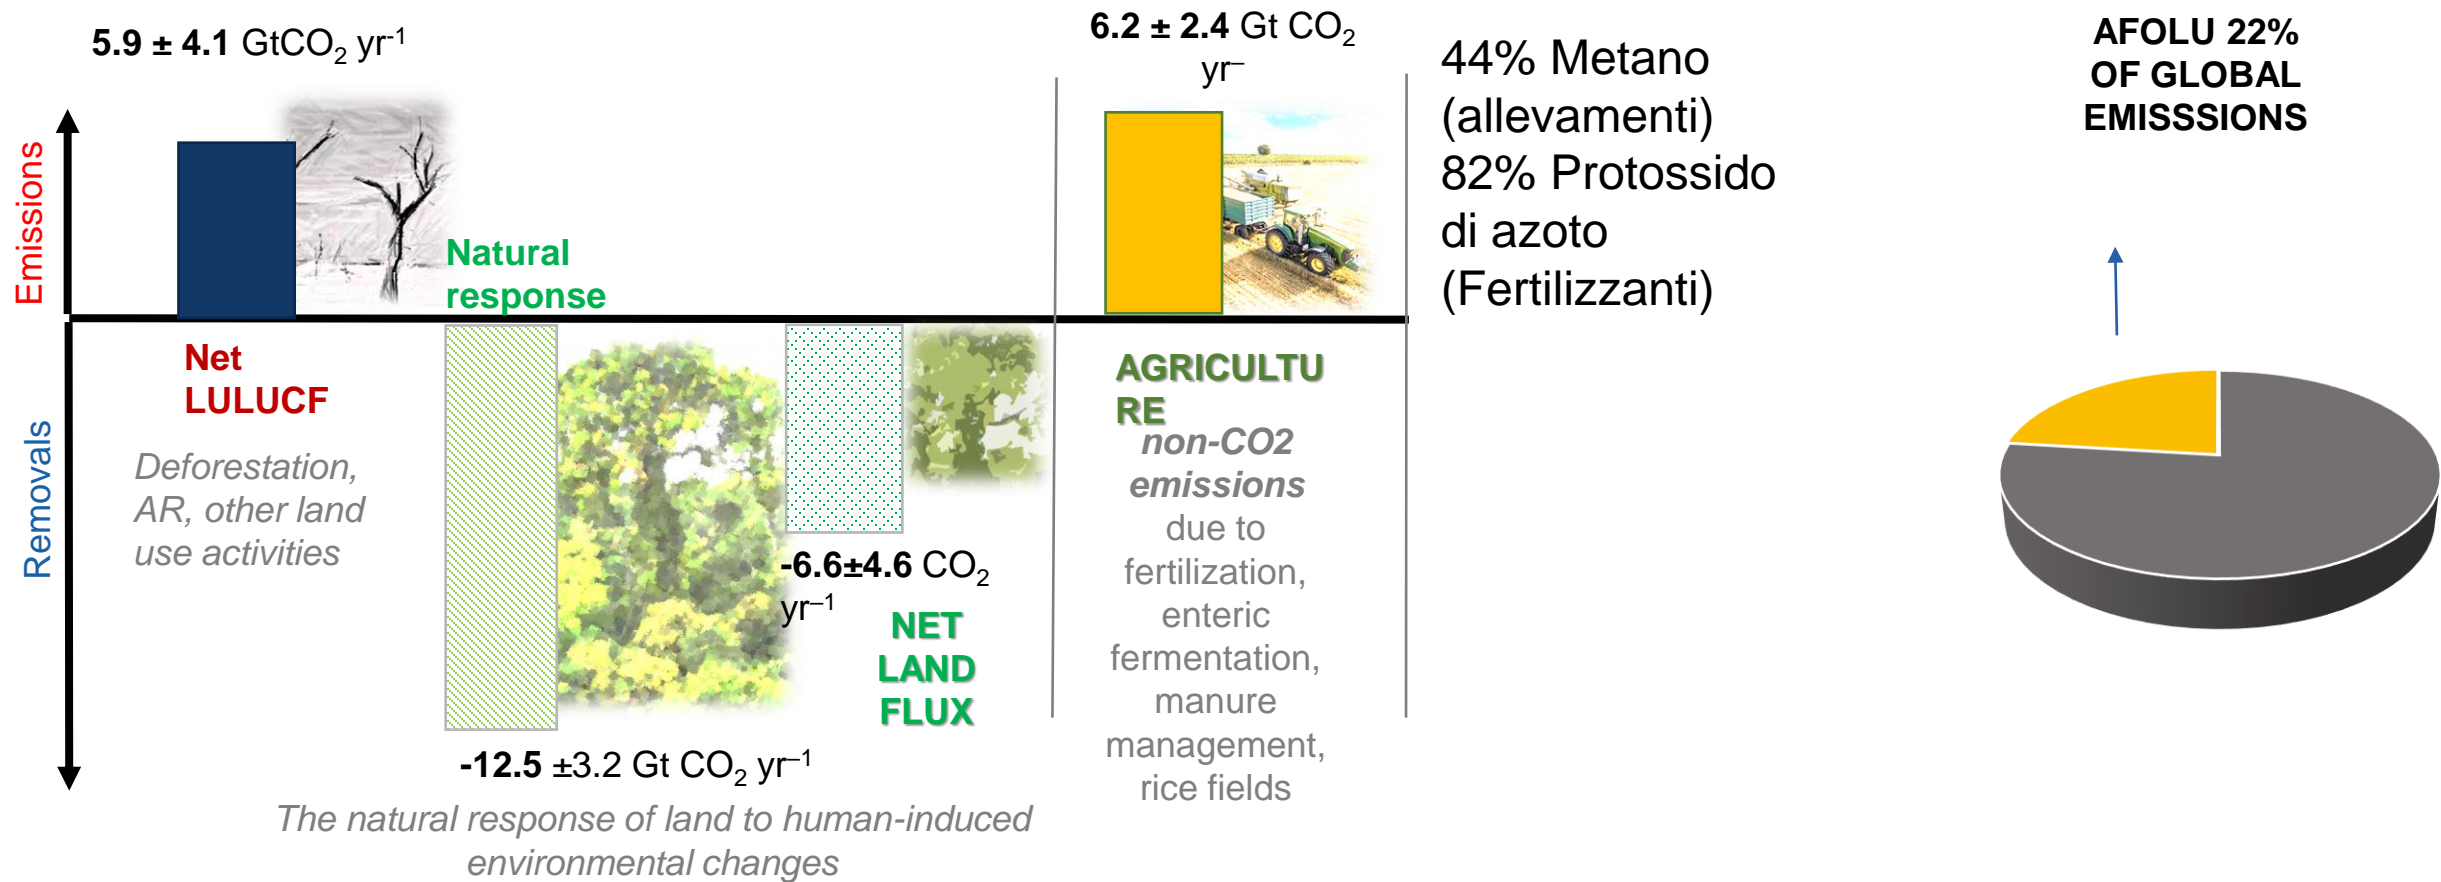 5.9 ± 4.1 GtCO₂ yr⁻¹
Emissions
Removals
Natural
response
Net
LULUCF
Deforestation,
AR, other land
use activities
-12.5 ±3.2 Gt CO₂ yr⁻¹
The natural response of land to human-induced
environmental changes
-6.6±4.6 CO₂
yr⁻¹
NET
LAND
FLUX
6.2 ± 2.4 Gt CO₂
yr⁻
AGRICULTU
RE
non-CO2
emissions
due to
fertilization,
enteric
fermentation,
manure
management,
rice fields
44% Metano
(allevamenti)
82% Protossido
di azoto
(Fertilizzanti)
AFOLU 22%
OF GLOBAL
EMISSSIONS